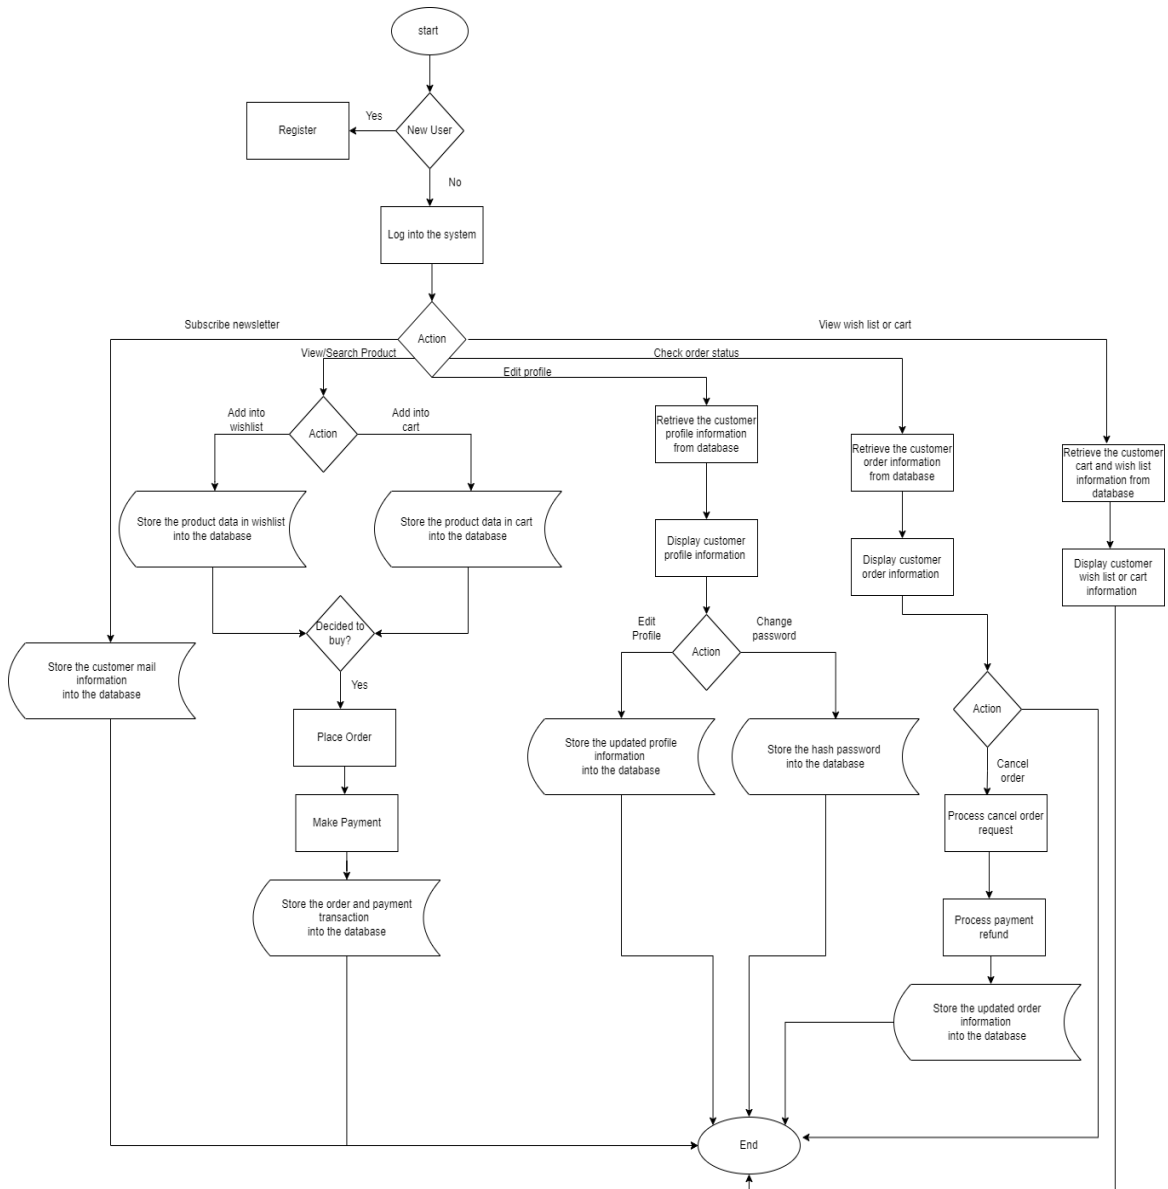 start
New User
Yes
Register
No
Log into the system
Subscribe newsletter
Action
View wish list or cart
View/Search Product
Check order status
Edit profile
Add into
wishlist
Action
Add into
cart
Retrieve the customer
profile information
from database
Retrieve the customer
order information
from database
Retrieve the customer
cart and wish list
information from
database
Store the product data in wishlist
into the database
Store the product data in cart
into the database
Display customer
profile information
Display customer
order information
Display customer
wish list or cart
information
Decided to
buy?
Edit
Profile
Action
Change
password
Store the customer mail
information
into the database
Yes
Place Order
Store the updated profile
information
into the database
Store the hash password
into the database
Action
Cancel
order
Make Payment
Process cancel order
request
Store the order and payment
transaction
into the database
Process payment
refund
Store the updated order
information
into the database
End